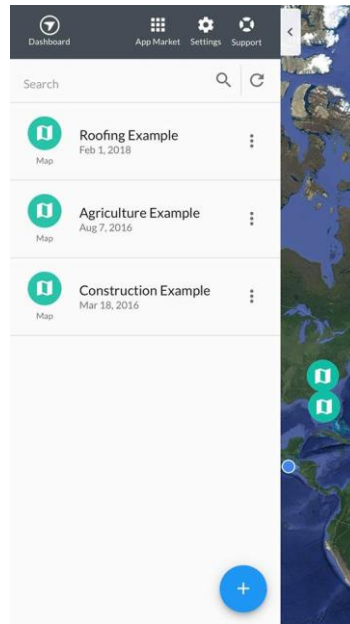 Dashboard
App Market
Settings
Support
Search
Roofing Example
Feb 1, 2018
Map
Agriculture Example
Aug 7, 2016
Map
Construction Example
Mar 18, 2016
Map